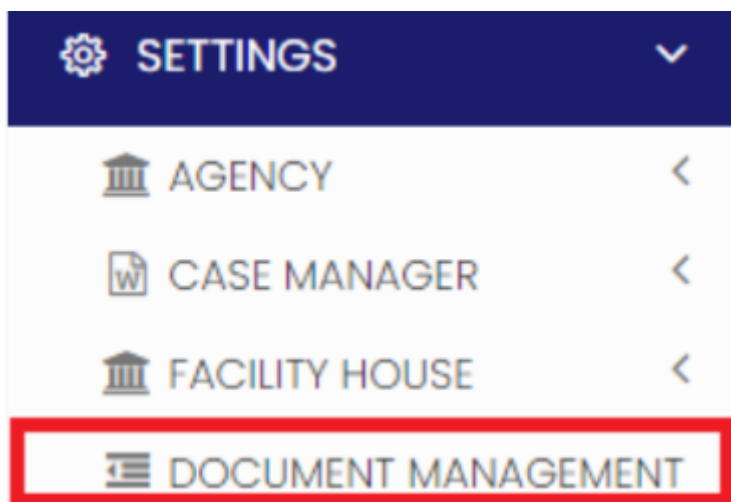 SETTINGS
AGENCY
CASE MANAGER
FACILITY HOUSE
DOCUMENT MANAGEMENT